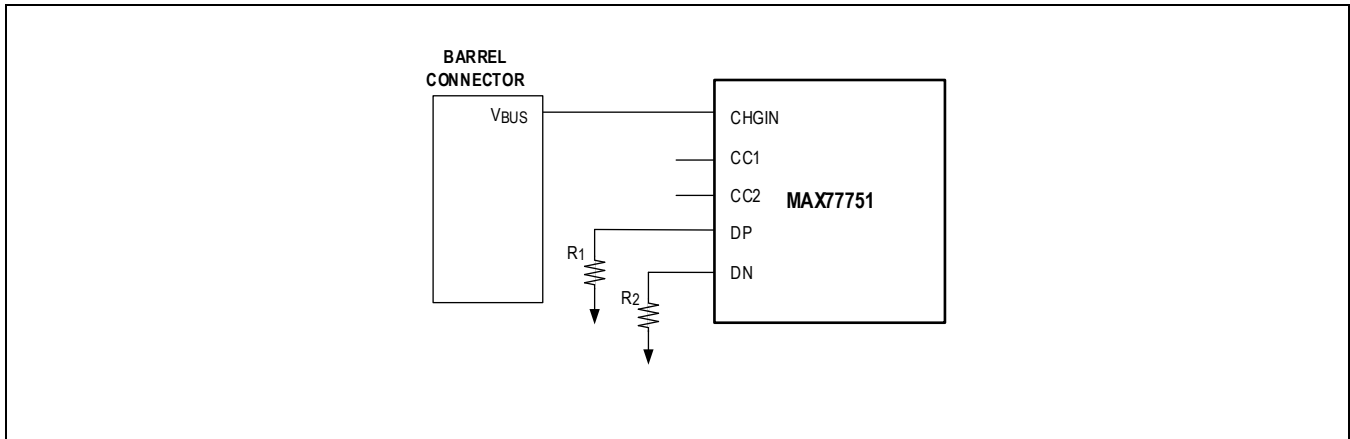 BARREL
CONNECTOR
VBUS
CHGIN
CC1
CC2
MAX77751
DP
R1
DN
R2